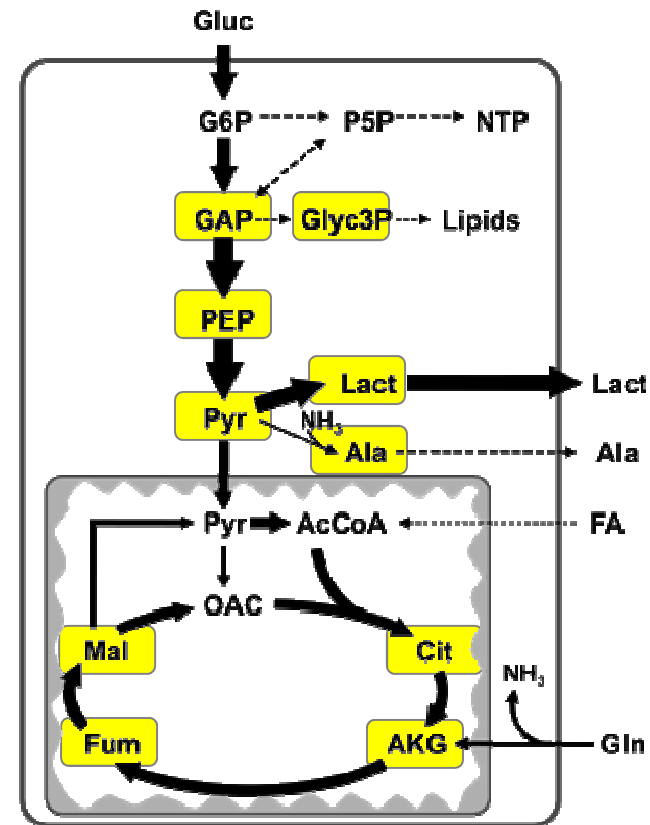 Gluc
G6P P5P NTP
GAP Glyc3P Lipids
PEP
Lact Lact
Pyr NH3
Ala Ala
Pyr AcCoA FA
OAC
Mal Cit
NH3
Fum AKG Gln